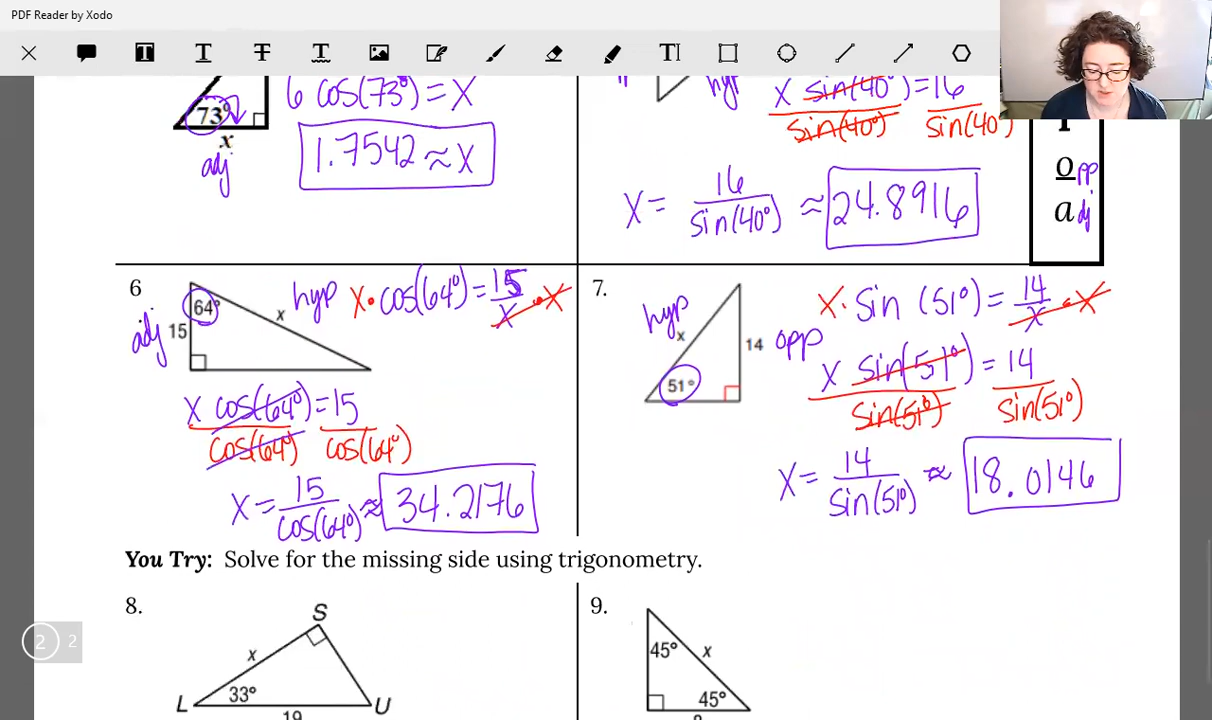 PDF Reader by Xodo
6 cos(73°) = X
73°
x
adj
1.7542 ≈ X
hyp
x sin(40°) = 16
sin(40°) sin(40°)
X = 16 / sin(40°) ≈ 24.8916
opp
adj
6
64°
hyp
x • cos(64°) = 15 / x • x
adj
15
x
x cos(64°) = 15
cos(64°) cos(64°)
X = 15 / cos(64°) ≈ 34.2176
7.
hyp
x
14 opp
51°
x • sin(51°) = 14 / x • x
x sin(51°) = 14
sin(51°) sin(51°)
X = 14 / sin(51°) ≈ 18.0146
You Try: Solve for the missing side using trigonometry.
8.
S
x
33°
L
U
19
9.
45°
x
45°
2 2